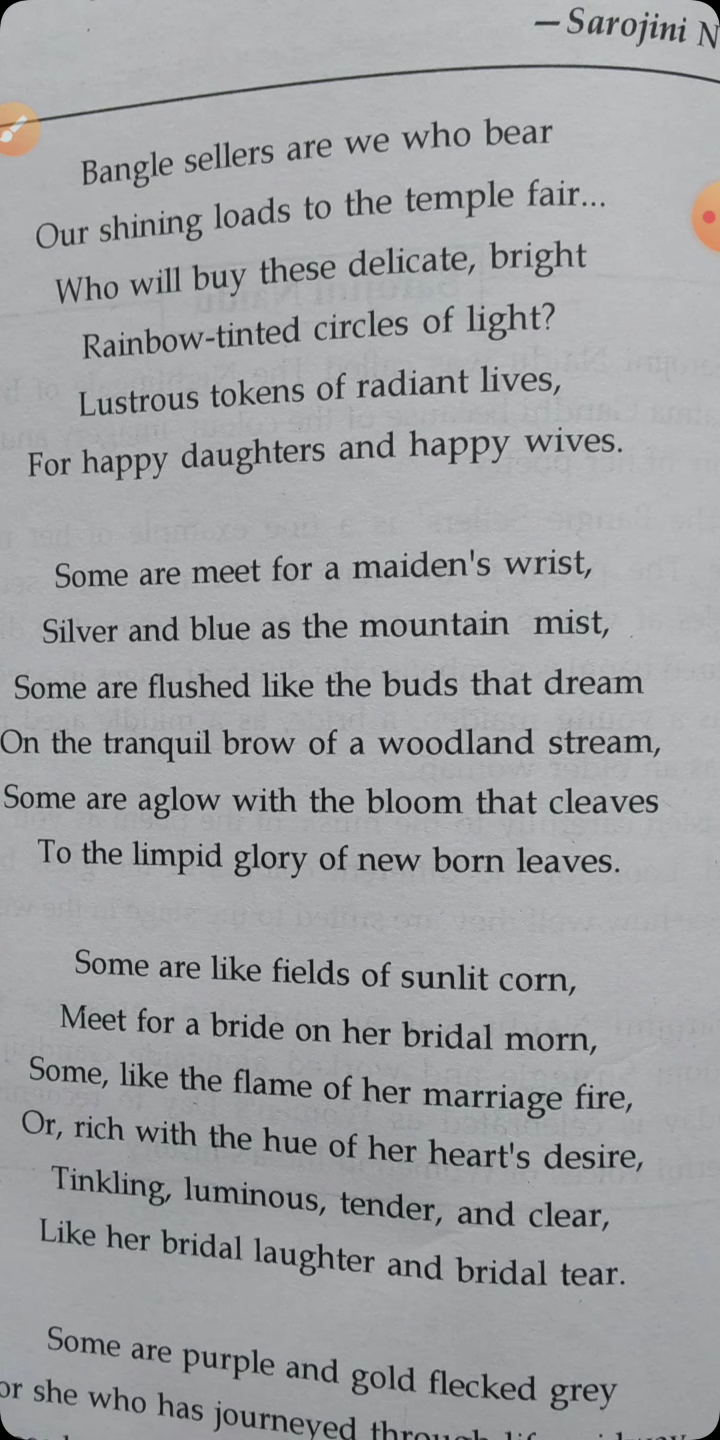 —Sarojini N
Bangle sellers are we who bear
Our shining loads to the temple fair...
Who will buy these delicate, bright
Rainbow-tinted circles of light?
Lustrous tokens of radiant lives,
For happy daughters and happy wives.
Some are meet for a maiden's wrist,
Silver and blue as the mountain mist,
Some are flushed like the buds that dream
On the tranquil brow of a woodland stream,
Some are aglow with the bloom that cleaves
To the limpid glory of new born leaves.
Some are like fields of sunlit corn,
Meet for a bride on her bridal morn,
Some, like the flame of her marriage fire,
Or, rich with the hue of her heart's desire,
Tinkling, luminous, tender, and clear,
Like her bridal laughter and bridal tear.
Some are purple and gold flecked grey
or she who has journeyed through